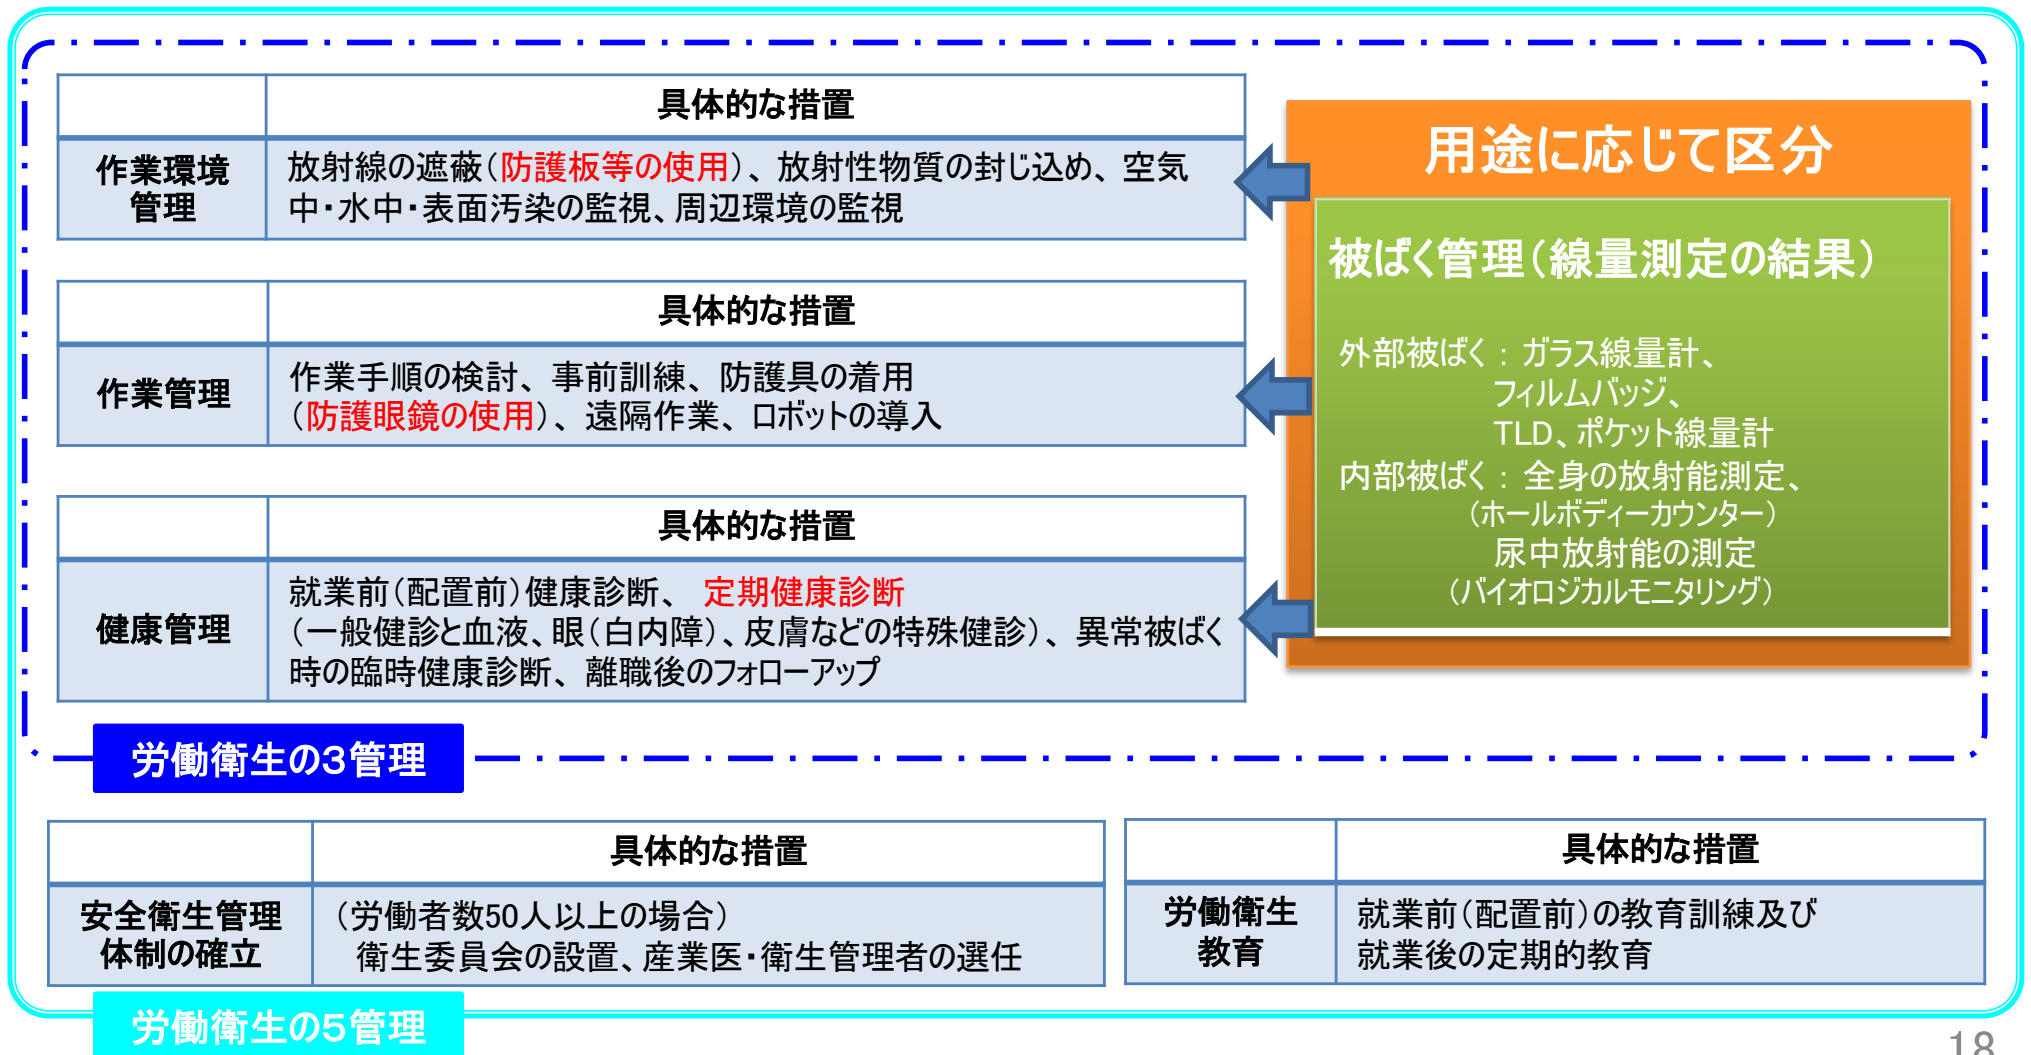 具体的な措置
作業環境
管理
放射線の遮蔽（防護板等の使用）、放射性物質の封じ込め、空気
中・水中・表面汚染の監視、周辺環境の監視
具体的な措置
作業管理
作業手順の検討、事前訓練、防護具の着用
（防護眼鏡の使用）、遠隔作業、ロボットの導入
具体的な措置
健康管理
就業前（配置前）健康診断、 定期健康診断
（一般健診と血液、眼（白内障）、皮膚などの特殊健診）、異常被ばく
時の臨時健康診断、離職後のフォローアップ
用途に応じて区分
被ばく管理（線量測定の結果）
外部被ばく：ガラス線量計、
フィルムバッジ、
TLD、ポケット線量計
内部被ばく：全身の放射能測定、
（ホールボディーカウンター）
尿中放射能の測定
（バイオロジカルモニタリング）
労働衛生の３管理
具体的な措置
安全衛生管理
体制の確立
（労働者数50人以上の場合）
衛生委員会の設置、産業医・衛生管理者の選任
具体的な措置
労働衛生
教育
就業前（配置前）の教育訓練及び
就業後の定期的教育
労働衛生の５管理
18